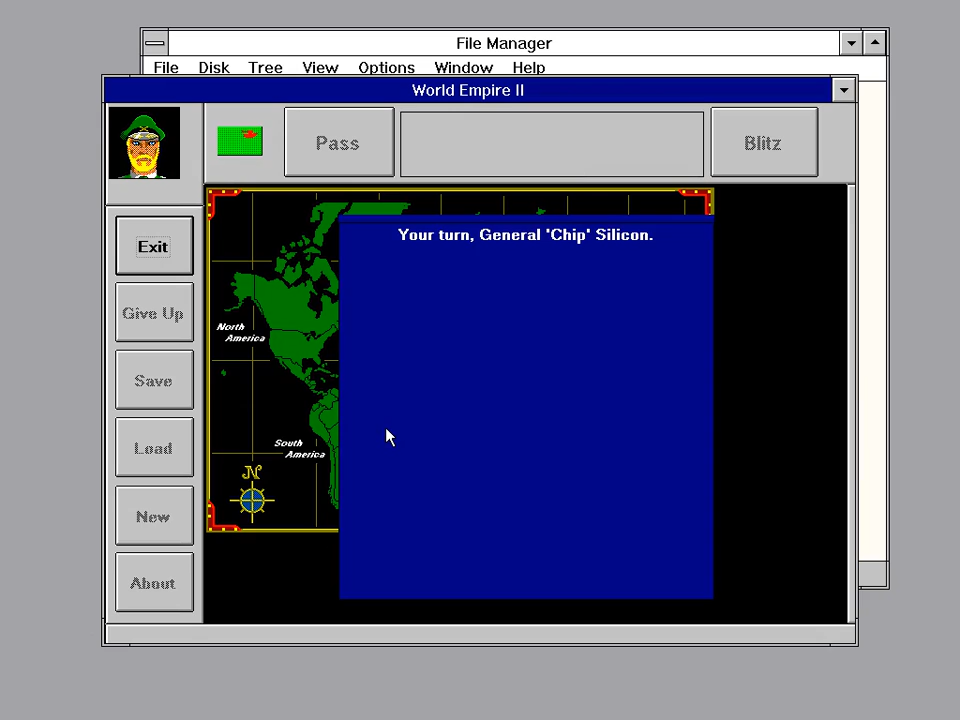 File Manager
File Disk Tree View Options Window Help
World Empire II
Pass
Blitz
Your turn, General 'Chip' Silicon.
Exit
Give Up
Save
Load
New
About
North
America
South
America
N